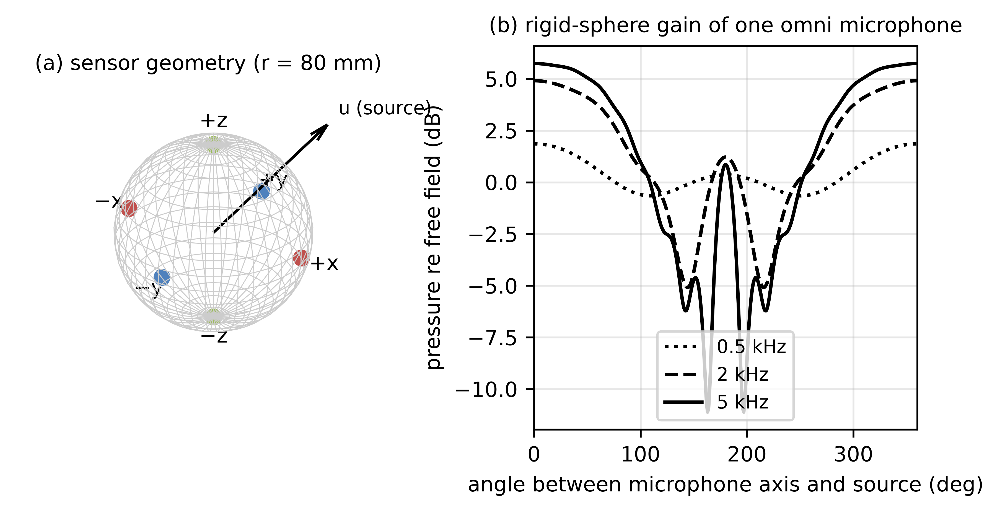 (a) sensor geometry (r = 80 mm)
u (source)
+z
+y
−x
+x
−y
−z
(b) rigid-sphere gain of one omni microphone
pressure re free field (dB)
5.0
2.5
0.0
−2.5
−5.0
−7.5
−10.0
0.5 kHz
2 kHz
5 kHz
0 100 200 300
angle between microphone axis and source (deg)